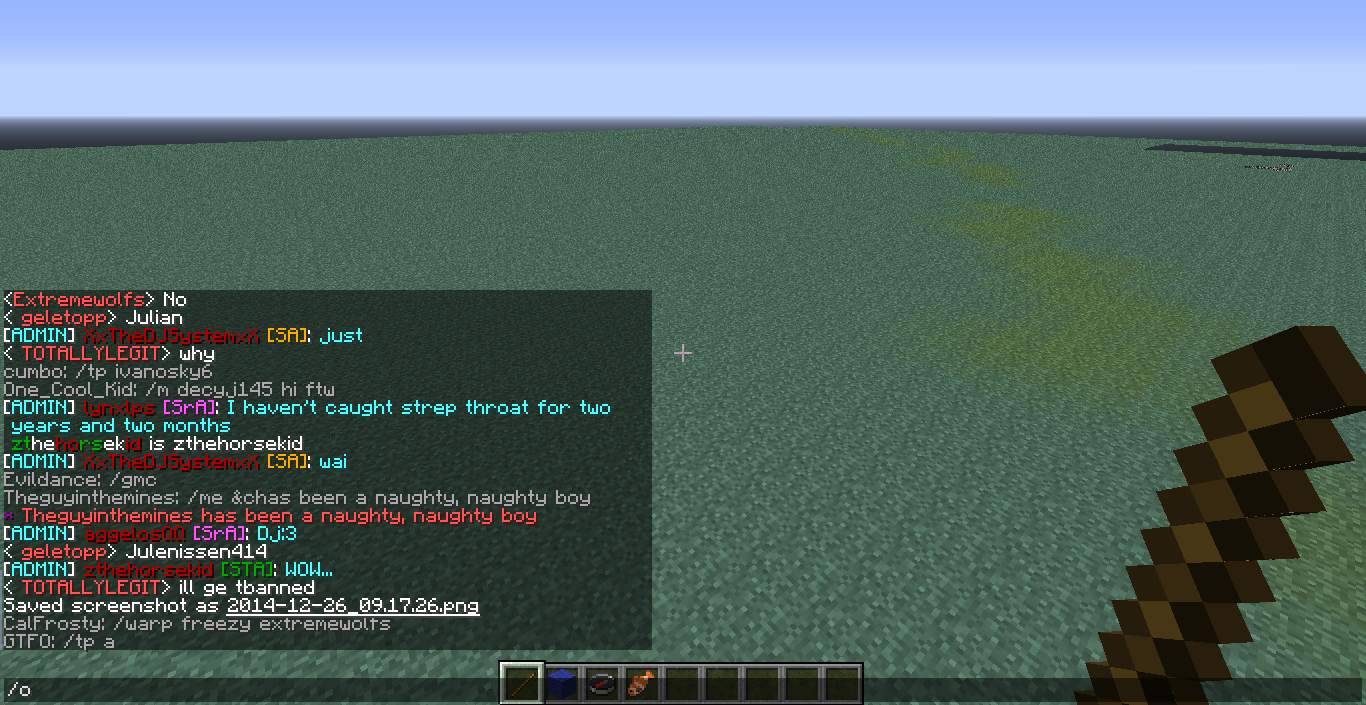 <Extremewolfs> No
< geletopp> Julian
[ADMIN] XxTheDJSystemxX [SA]: .just
< TOTALLYLEGIT> why
cumbo: /tp ivanosky6
One_Cool_Kid: /m decyj145 hi ftw
[ADMIN] lynxlps [SrA]: I haven't caught strep throat for two
years and two months
zthehorsekid is zthehorsekid
[ADMIN] XxTheDJSystemxX [SA]: wai
Evildance: /gmc
Theguyinthemines: /me &chas been a naughty, naughty boy
* Theguyinthemines has been a naughty, naughty boy
[ADMIN] aggelosQQ [SrA]: Dj:3
< geletopp> Julenissen414
[ADMIN] zthehorsekid [STA]: WOW...
< TOTALLYLEGIT> ill ge tbanned
Saved screenshot as 2014-12-26_09.17.26.png
CalFrosty: /warp freezy extremewolfs
GTFO: /tp a
/o